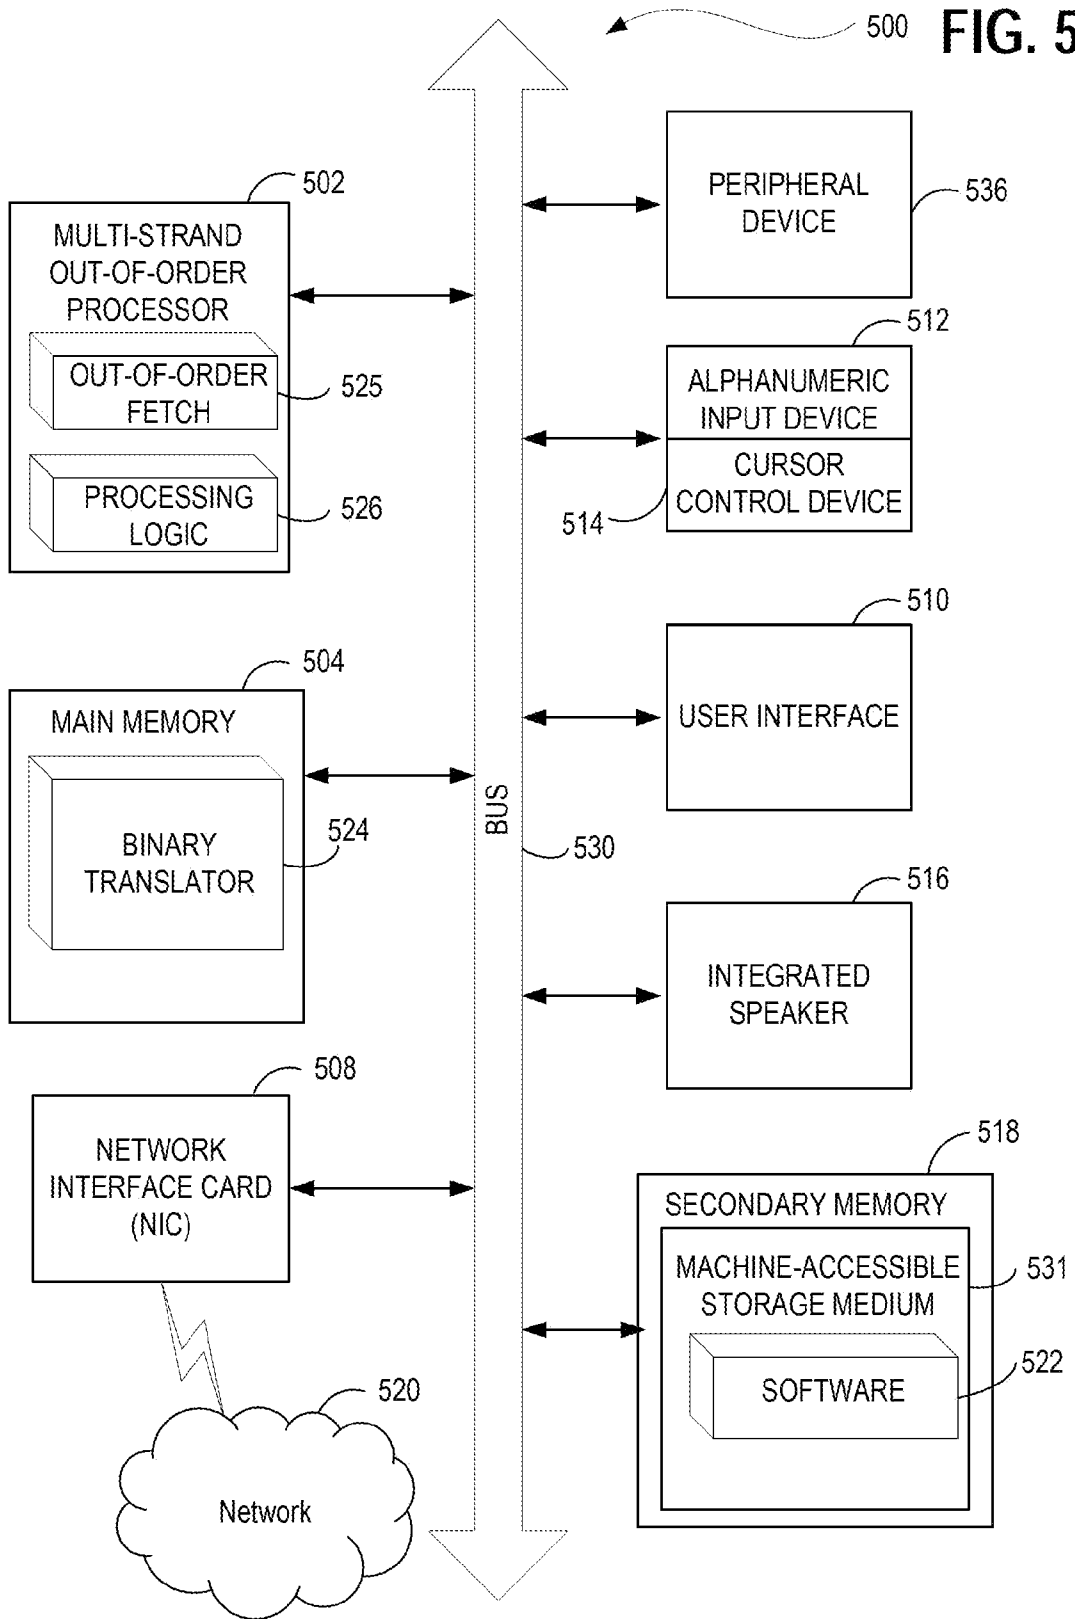 500
FIG. 5
502
MULTI-STRAND
OUT-OF-ORDER
PROCESSOR
OUT-OF-ORDER
FETCH
525
PROCESSING
LOGIC
526
504
MAIN MEMORY
BINARY
TRANSLATOR
524
508
NETWORK
INTERFACE CARD
(NIC)
520
Network
BUS
530
PERIPHERAL
DEVICE
536
512
ALPHANUMERIC
INPUT DEVICE
CURSOR
CONTROL DEVICE
514
510
USER INTERFACE
516
INTEGRATED
SPEAKER
518
SECONDARY MEMORY
MACHINE-ACCESSIBLE
STORAGE MEDIUM
531
SOFTWARE
522